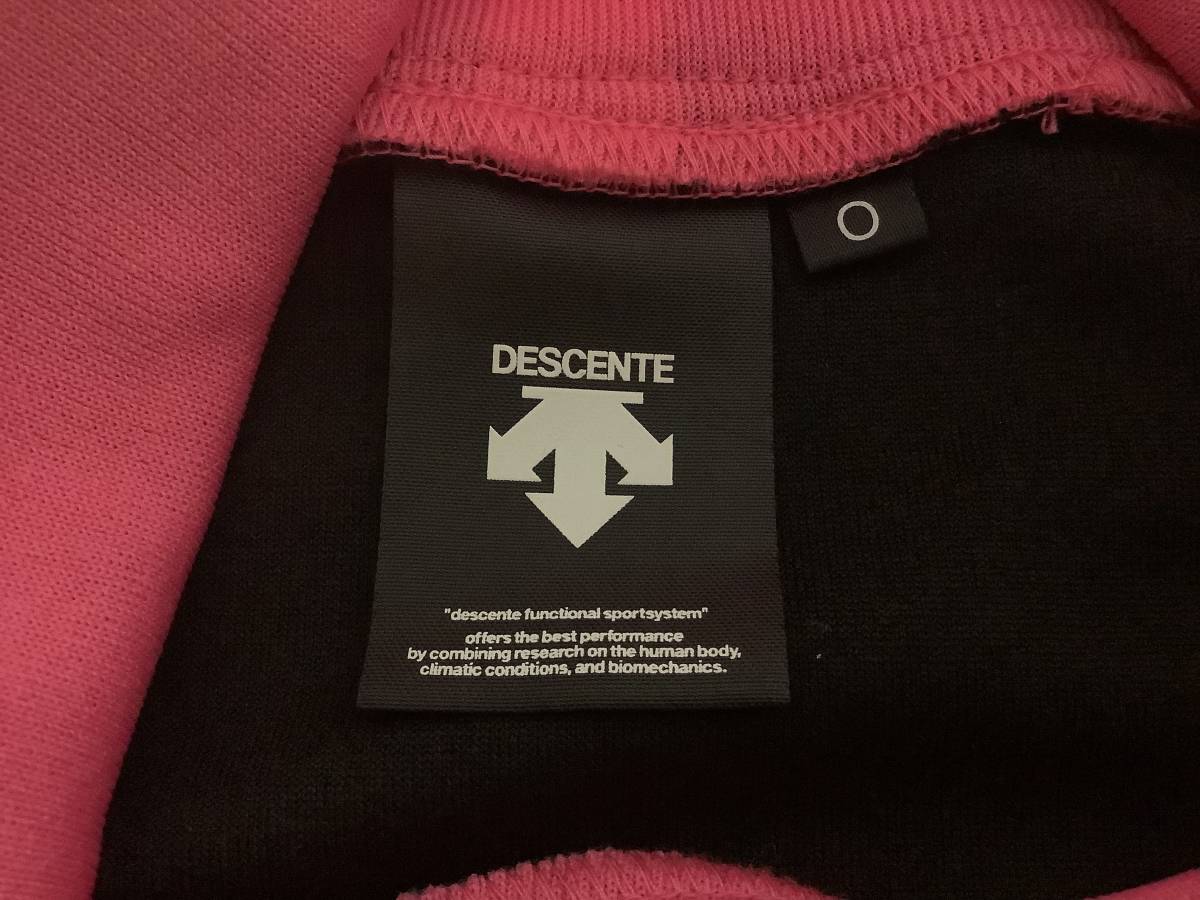 O
DESCENTE
"descente functional sportsystem"
offers the best performance
by combining research on the human body,
climatic conditions, and biomechanics.